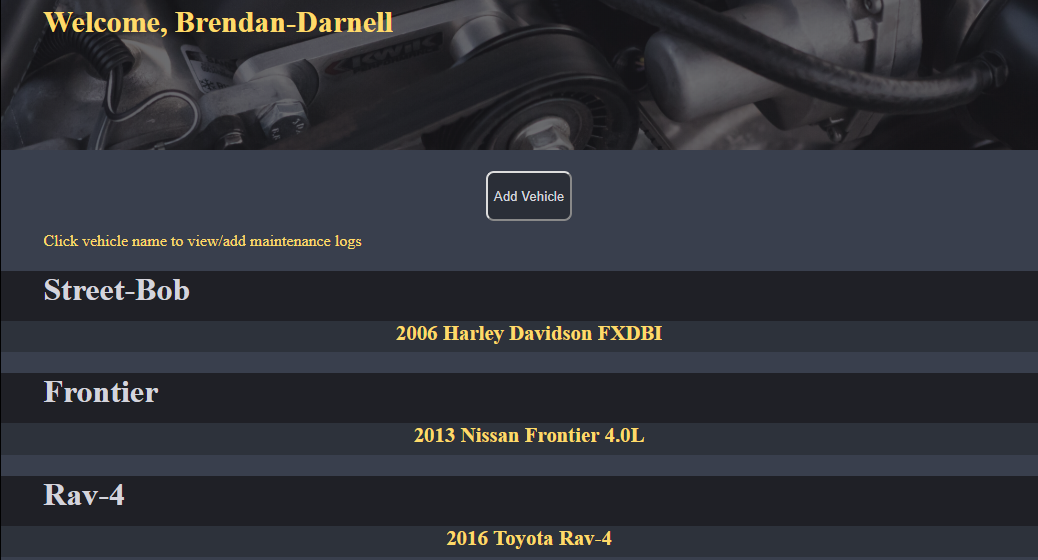 Welcome, Brendan-Darnell
KWIK
Add Vehicle
Click vehicle name to view/add maintenance logs
Street-Bob
2006 Harley Davidson FXDBI
Frontier
2013 Nissan Frontier 4.0L
Rav-4
2016 Toyota Rav-4